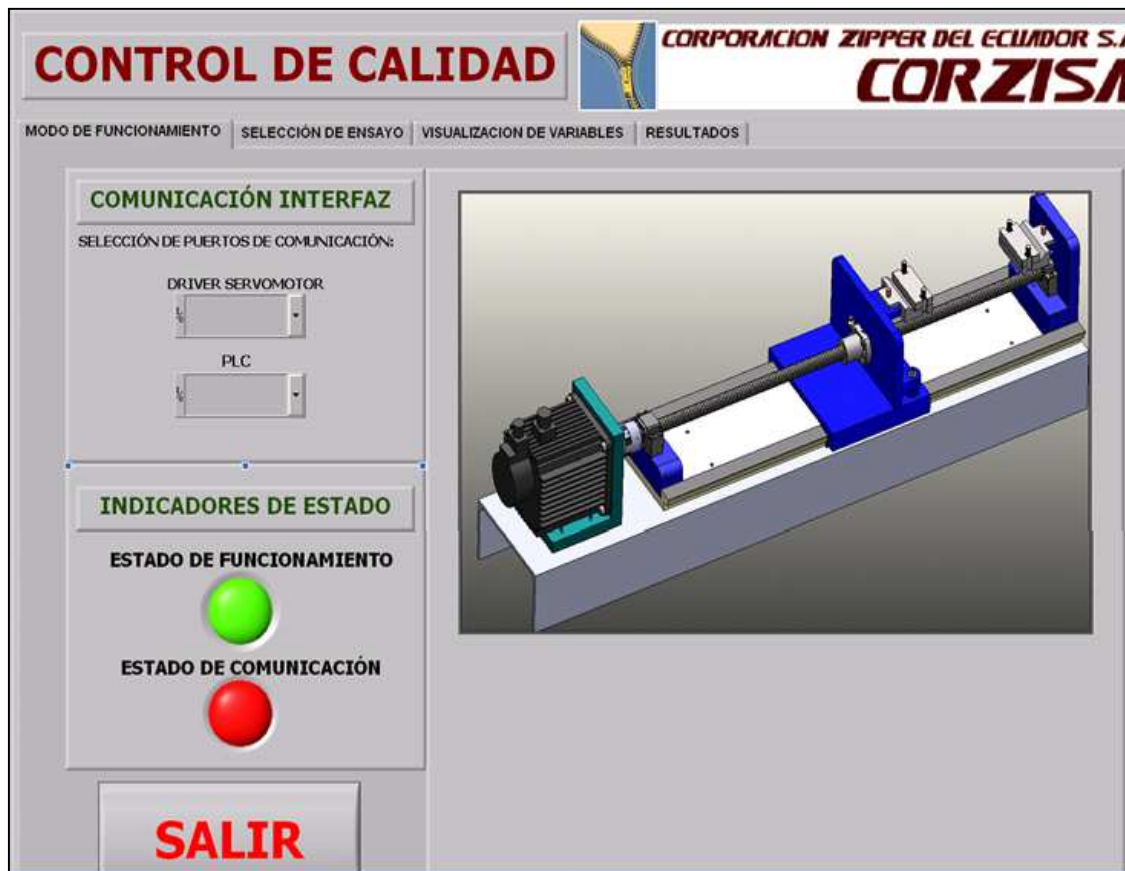 CONTROL DE CALIDAD
CORPORACION ZIPPER DEL ECUADOR S.A
CORZISA
MODO DE FUNCIONAMIENTO
SELECCIÓN DE ENSAYO
VISUALIZACION DE VARIABLES
RESULTADOS
COMUNICACIÓN INTERFAZ
SELECCIÓN DE PUERTOS DE COMUNICACIÓN:
DRIVER SERVOMOTOR
PLC
INDICADORES DE ESTADO
ESTADO DE FUNCIONAMIENTO
ESTADO DE COMUNICACIÓN
SALIR